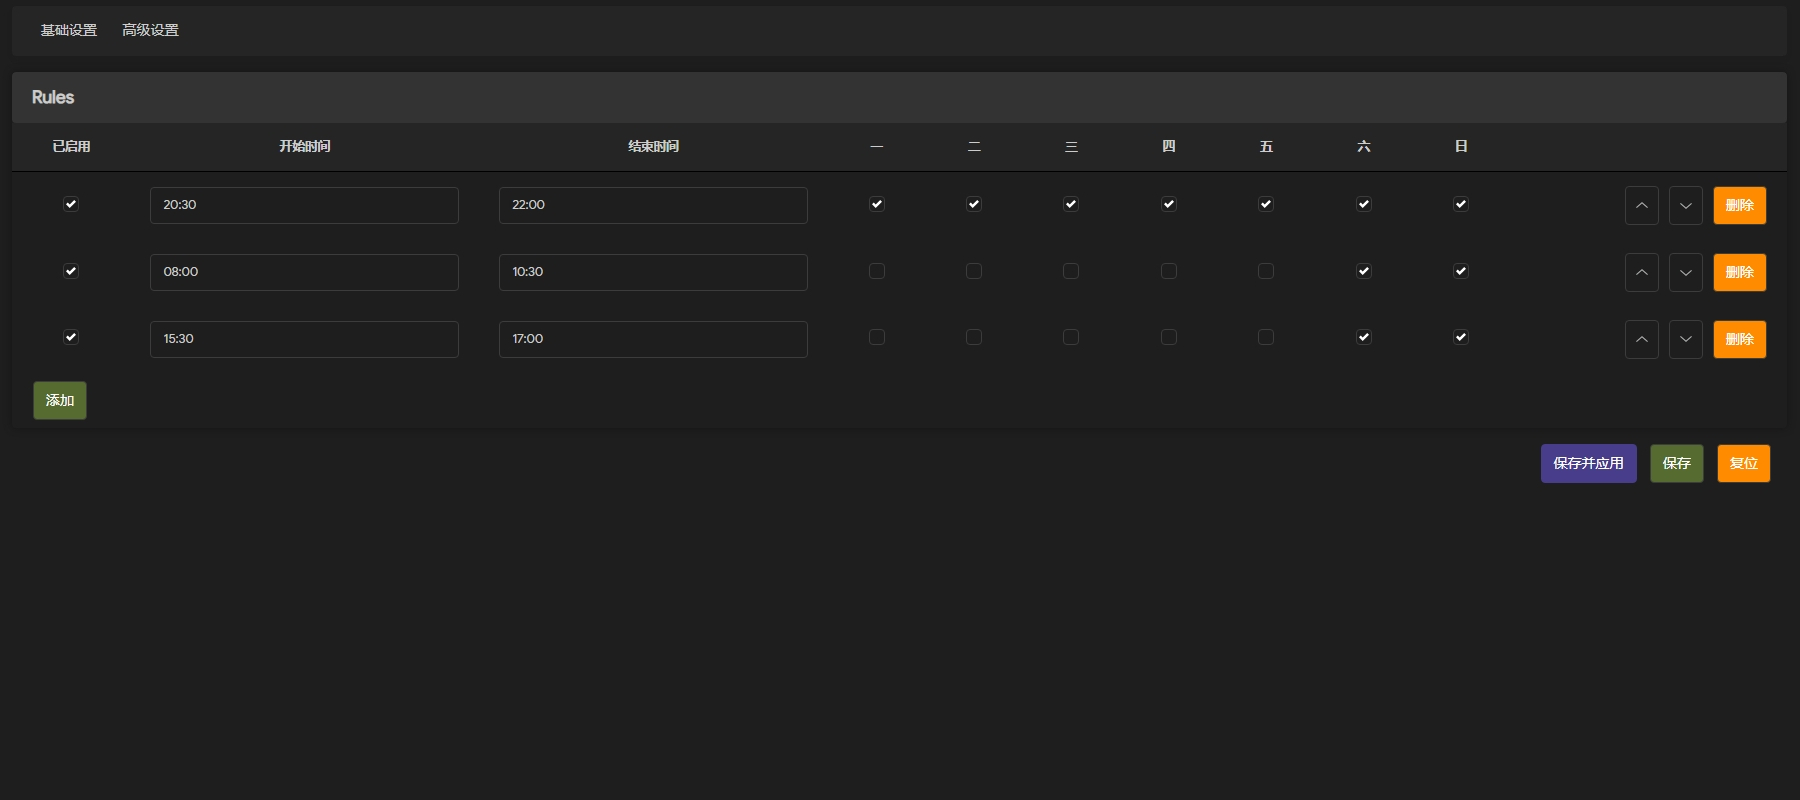 基础设置 高级设置
Rules
已启用 开始时间 结束时间 一 二 三 四 五 六 日
20:30 22:00 删除
08:00 10:30 删除
15:30 17:00 删除
添加
保存并应用 保存 复位